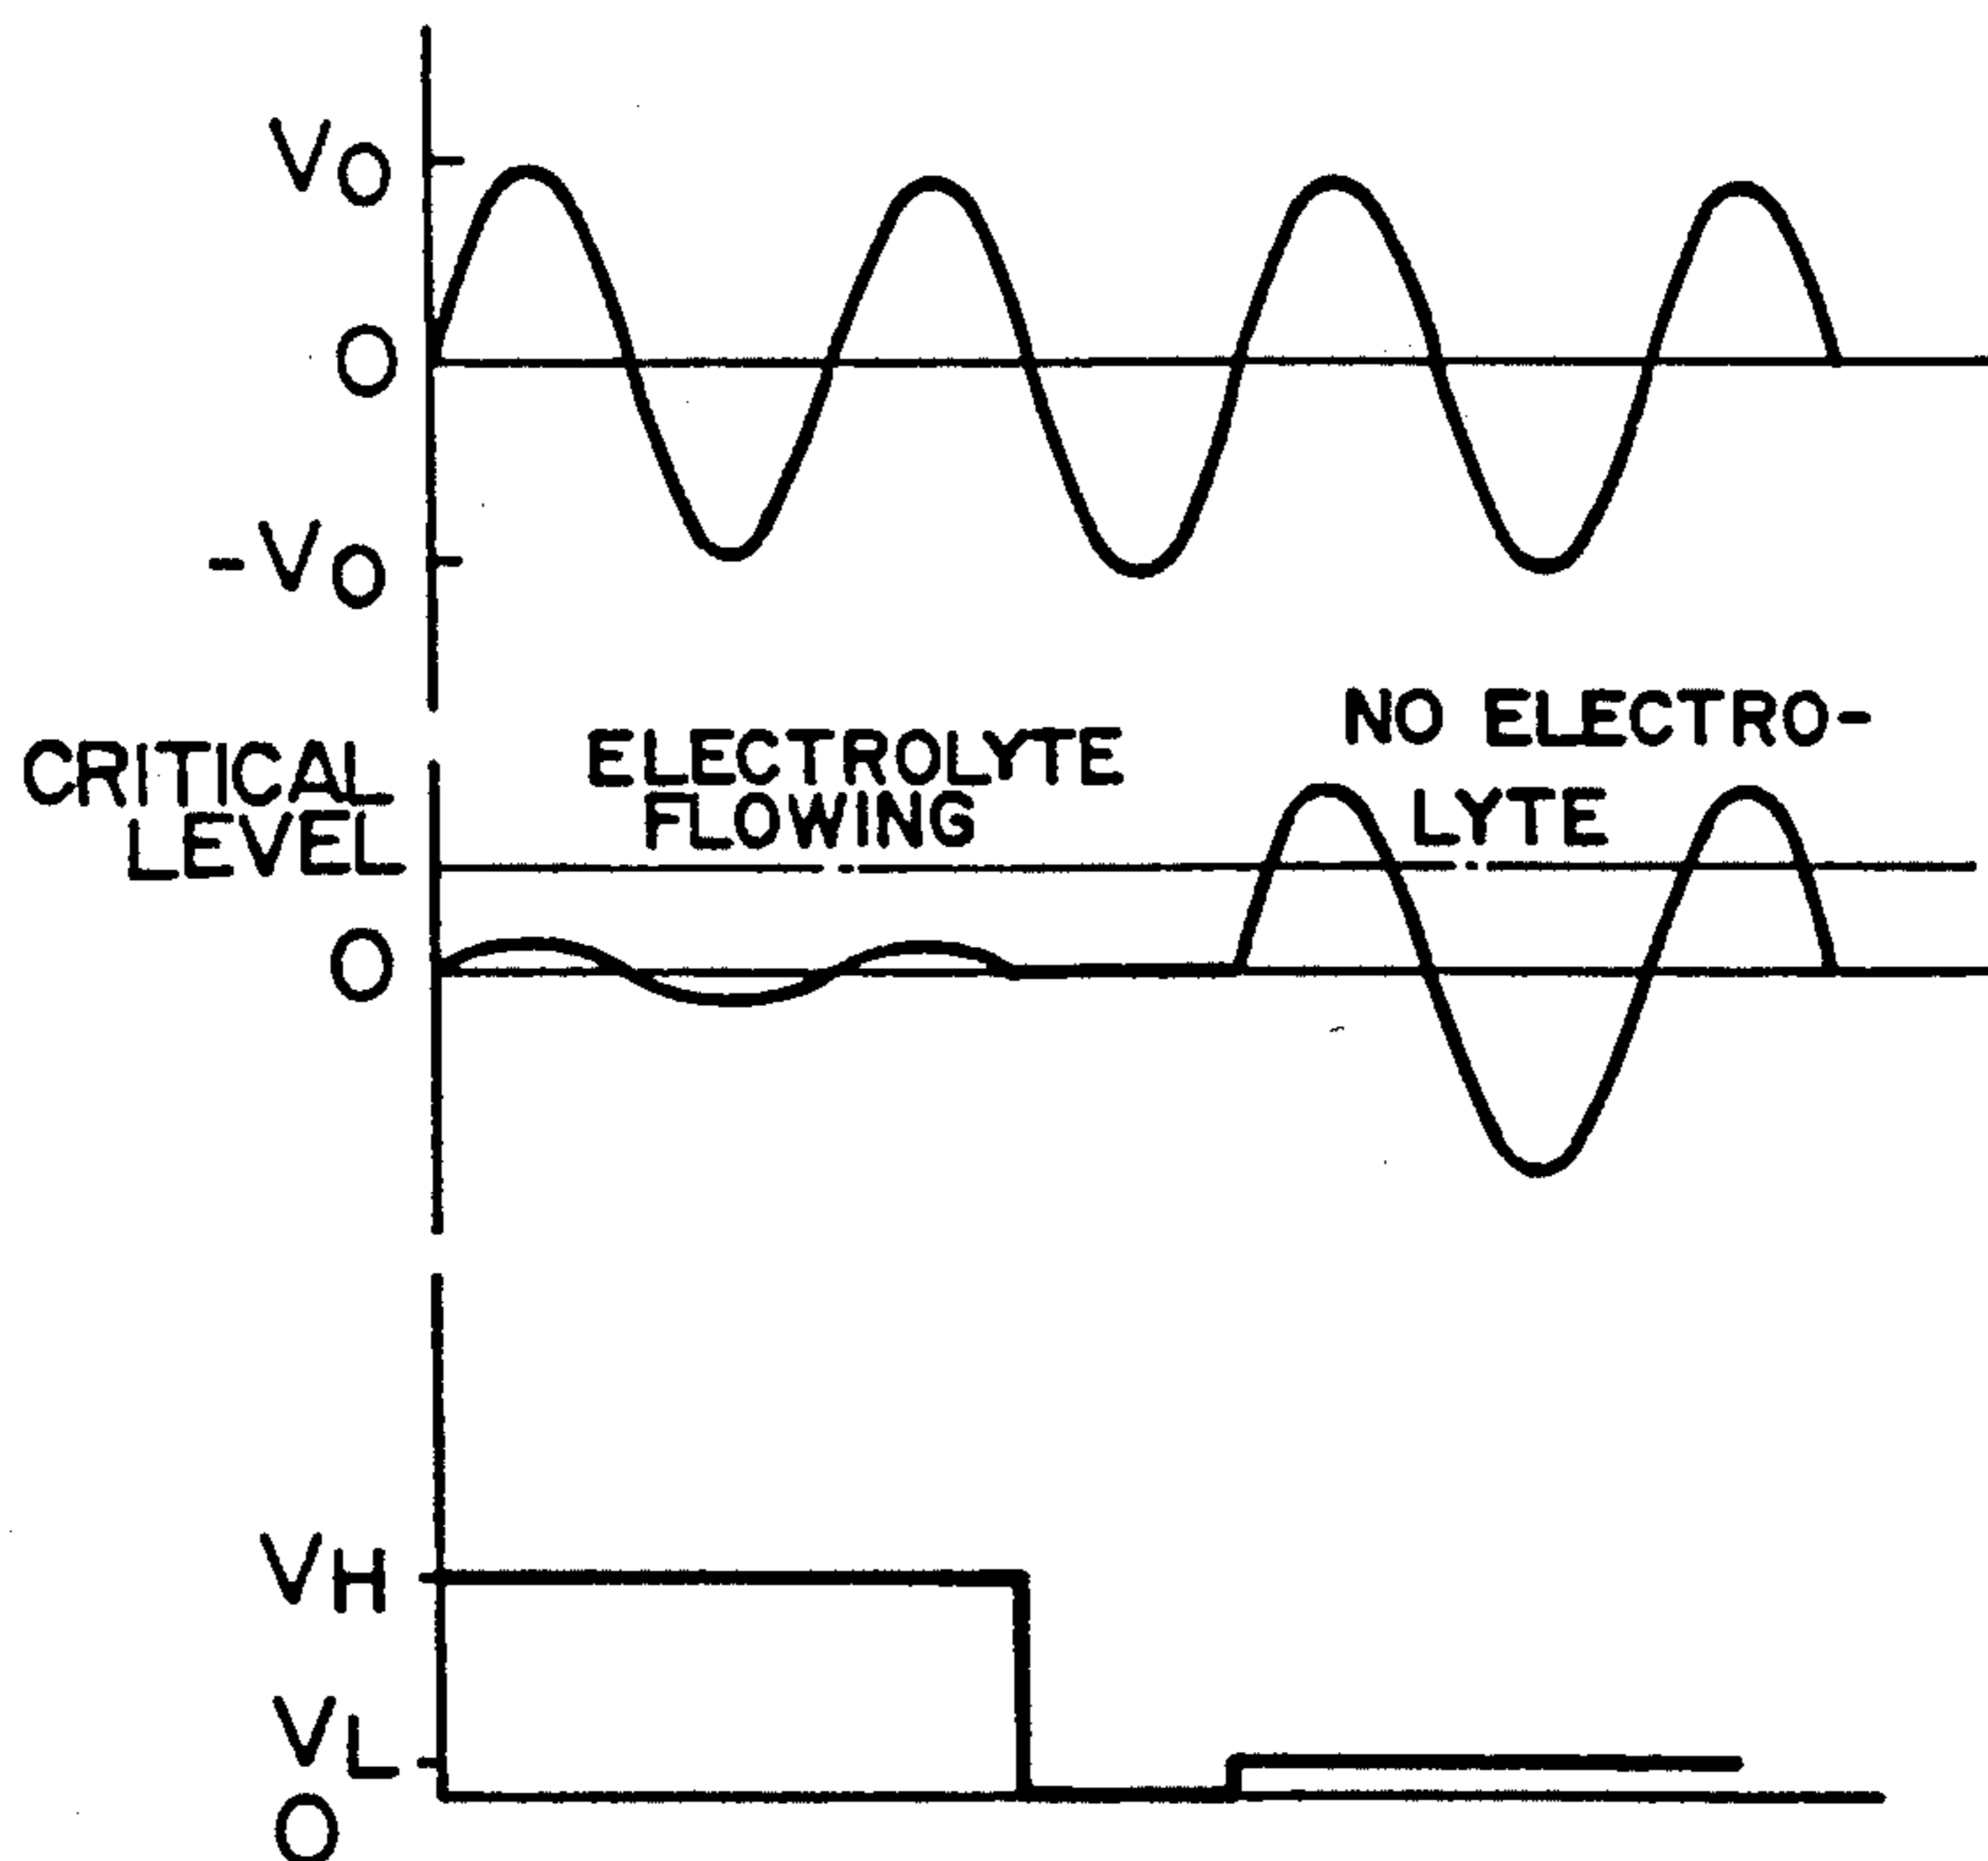 VO
O
-VO
CRITICAL
LEVEL
ELECTROLYTE
FLOWING
NO ELECTRO-
LYTE
O
VH
VL
O